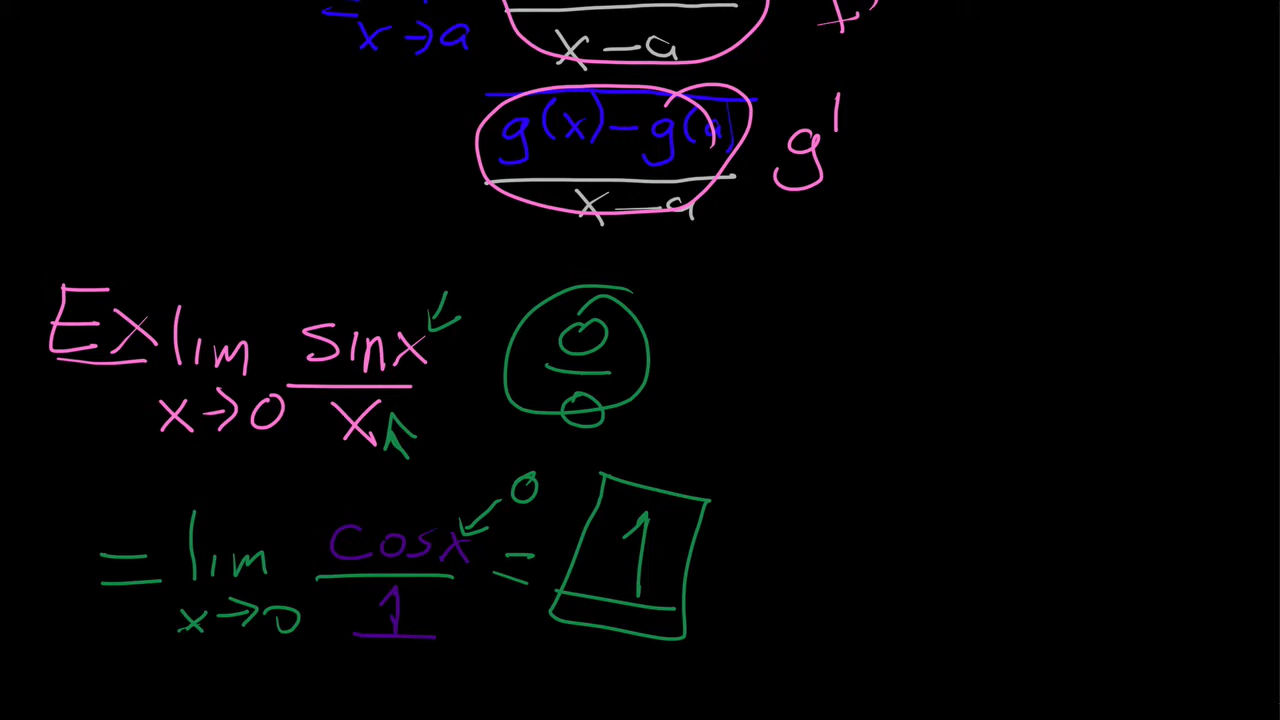 x→a x-a
g(x)-g(a) g'
x-a
Ex lim sinx 0
x→0 x 0
0
= lim cosx = 1
x→0 1